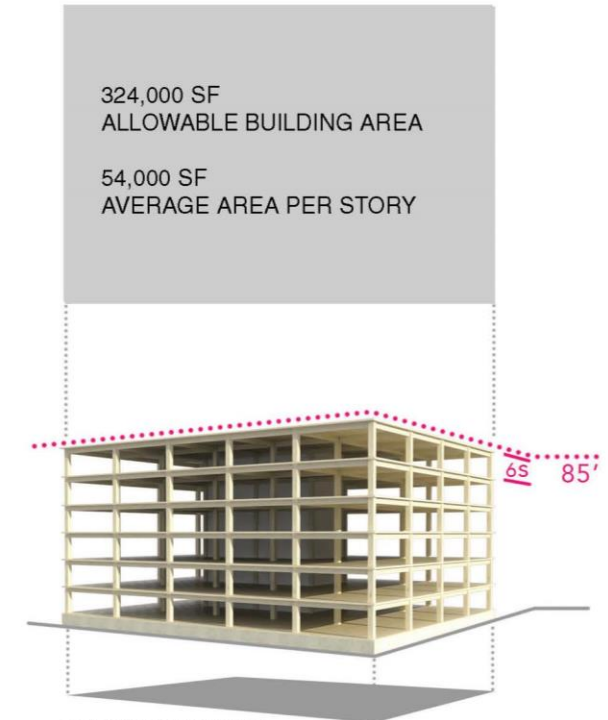 324,000 SF
ALLOWABLE BUILDING AREA
54,000 SF
AVERAGE AREA PER STORY
6s 85'